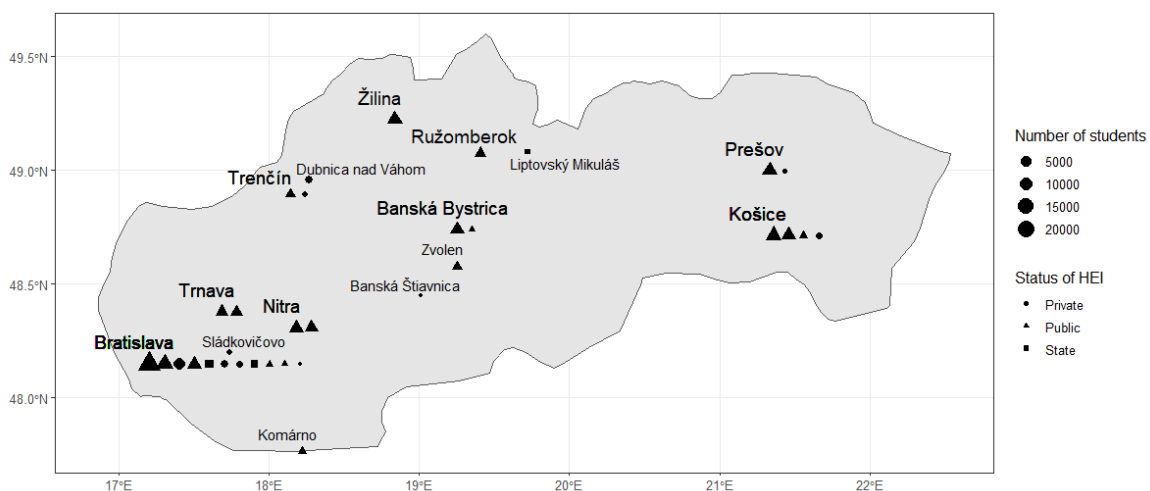 49.5°N
49.0°N
48.5°N
48.0°N
Žilina
Ružomberok
Liptovský Mikuláš
Dubnica nad Váhom
Trenčín
Prešov
Banská Bystrica
Košice
Zvolen
Banská Štiavnica
Trnava
Nitra
Bratislava
Sládkovičovo
Komárno
17°E
18°E
19°E
20°E
21°E
22°E
Number of students
5000
10000
15000
20000
Status of HEI
Private
Public
State